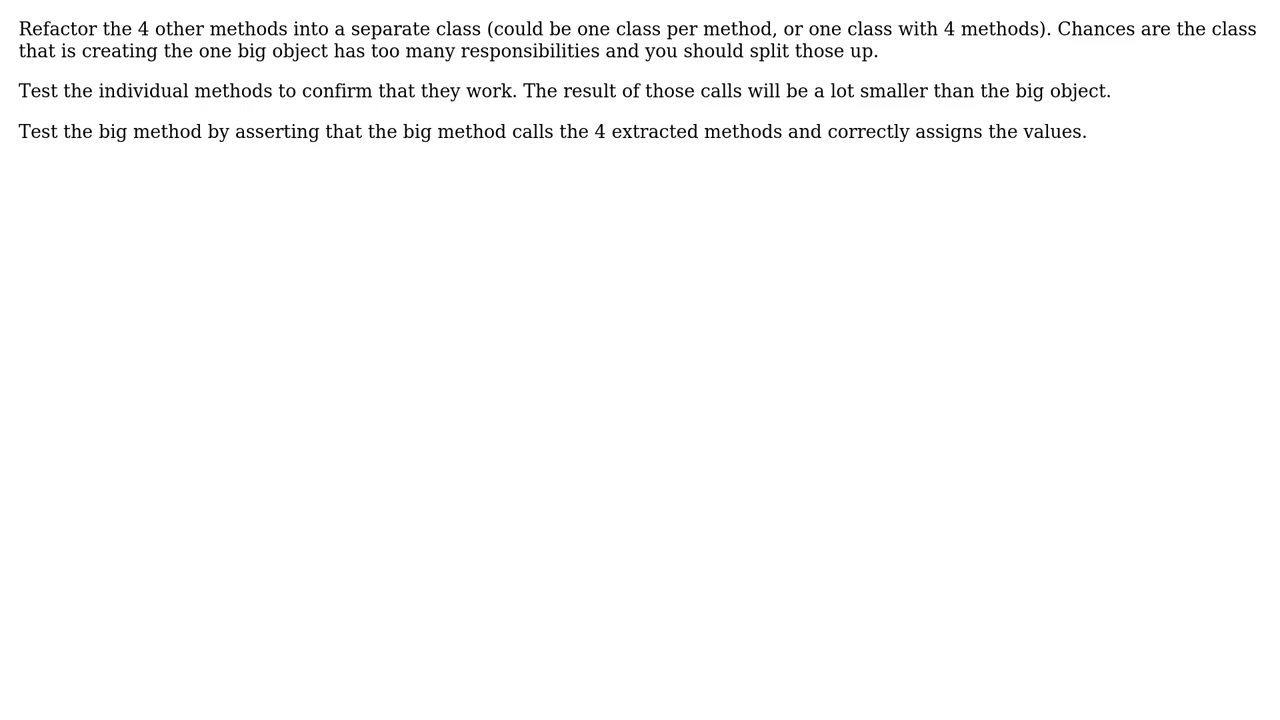 Refactor the 4 other methods into a separate class (could be one class per method, or one class with 4 methods). Chances are the class
that is creating the one big object has too many responsibilities and you should split those up.
Test the individual methods to confirm that they work. The result of those calls will be a lot smaller than the big object.
Test the big method by asserting that the big method calls the 4 extracted methods and correctly assigns the values.